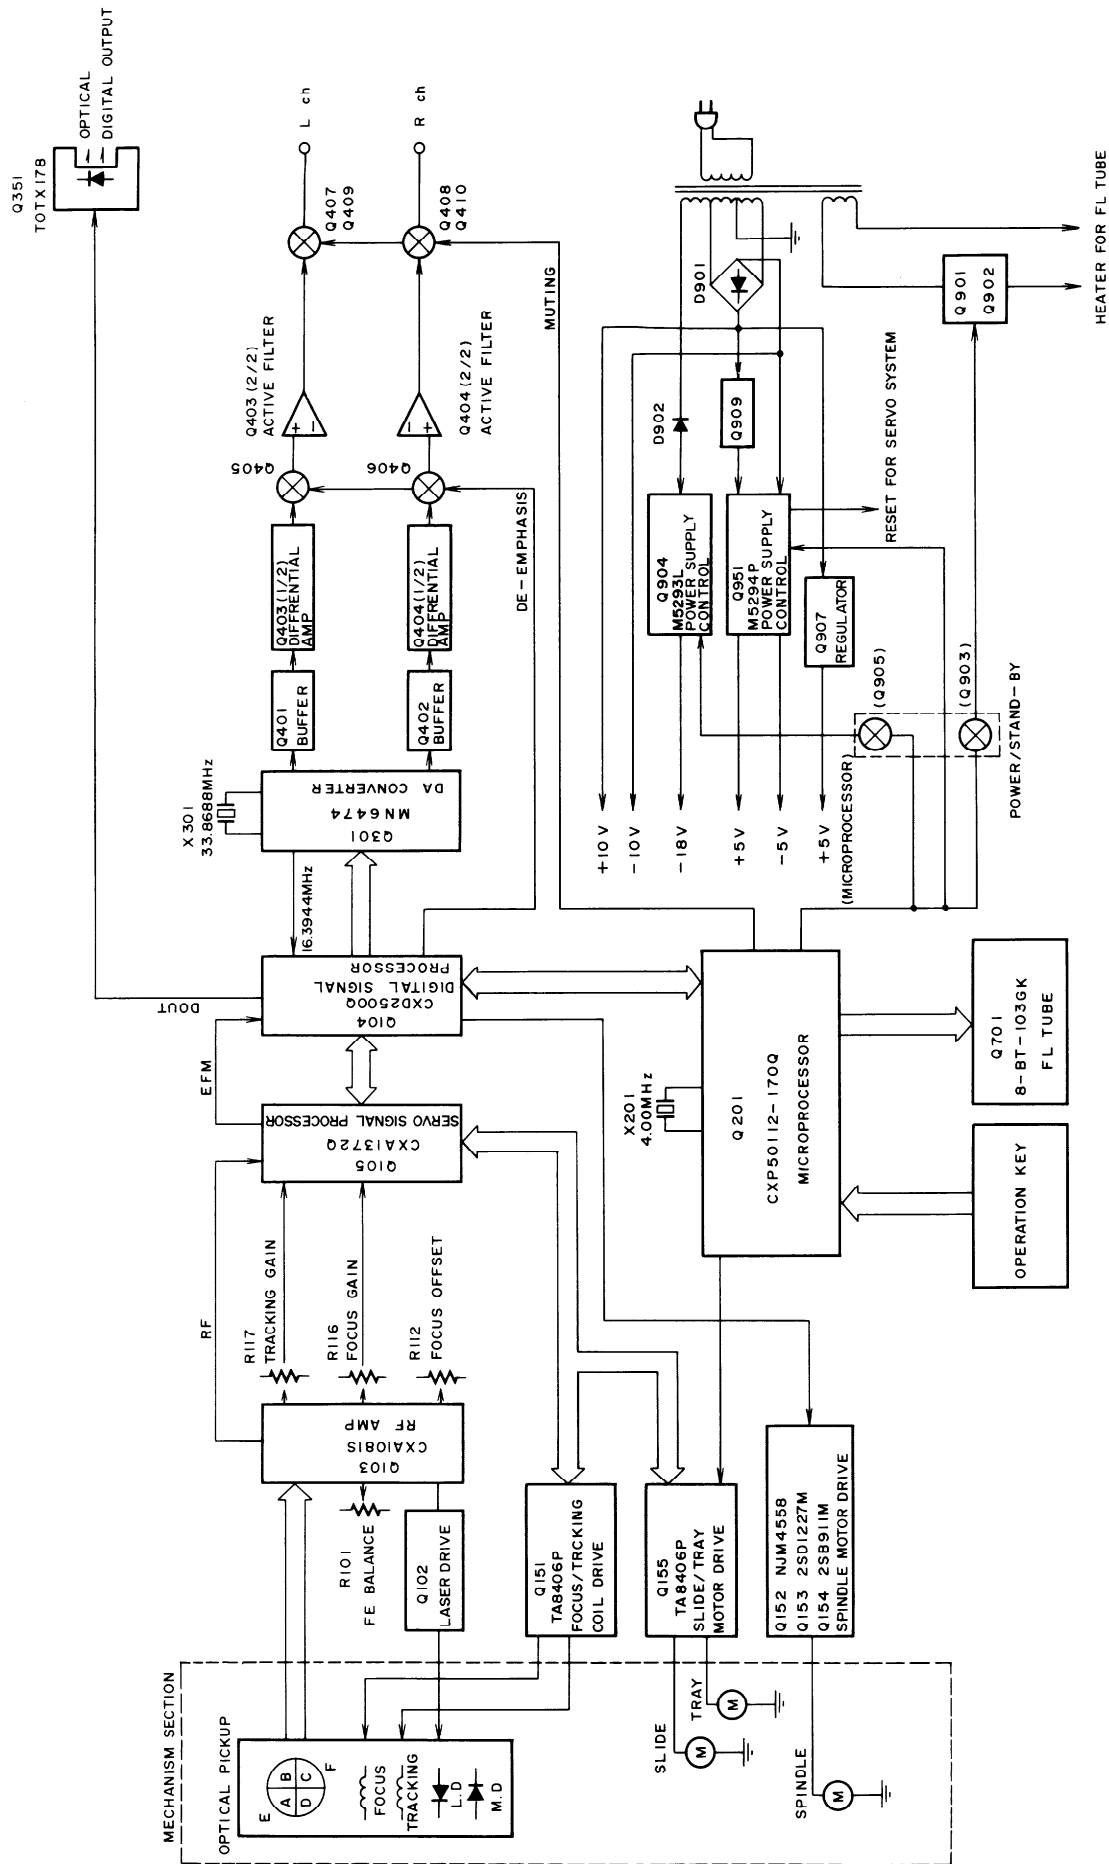 MECHANISM SECTION
OPTICAL PICKUP
E
A B
D C
F
FOCUS
TRACKING
L.D
M.D
SLIDE
M
TRAY
M
SPINDLE
M
R101
FE BALANCE
Q102
LASER DRIVE
Q151
TA8406P
FOCUS/TRCKING
COIL DRIVE
Q155
TA8406P
SLIDE/TRAY
MOTOR DRIVE
Q152 NJM4558
Q153 2SD1227M
Q154 2SB911M
SPINDLE MOTOR DRIVE
Q103
CXA1081S
RF AMP
RF
R117
TRACKING GAIN
R116
FOCUS GAIN
R112
FOCUS OFFSET
Q105
CXA1372Q
SERVO SIGNAL PROCESSOR
EFM
Q104
CXD2500Q
DIGITAL SIGNAL
PROCESSOR
DOUT
16.3944MHz
X301
33.8688MHz
Q301
MN6474
DA CONVERTER
Q401
BUFFER
Q402
BUFFER
Q403(1/2)
DIFFRENTIAL
AMP
Q404(1/2)
DIFFRENTIAL
AMP
DE-EMPHASIS
Q405
Q406
Q403(2/2)
ACTIVE FILTER
Q404(2/2)
ACTIVE FILTER
MUTING
Q407
Q409
Q408
Q410
L ch
R ch
Q351
TOTX178
OPTICAL
DIGITAL OUTPUT
X201
4.00MHz
Q201
CXP50112-170Q
MICROPROCESSOR
OPERATION KEY
Q701
8-BT-103GK
FL TUBE
+10V
-10V
-18V
+5V
-5V
+5V
(MICROPROCESSOR)
Q904
M5293L
POWER SUPPLY
CONTROL
Q951
M5294P
POWER SUPPLY
CONTROL
Q907
REGULATOR
(Q905)
(Q903)
POWER/STAND-BY
D902
Q909
D901
RESET FOR SERVO SYSTEM
Q901
Q902
HEATER FOR FL TUBE